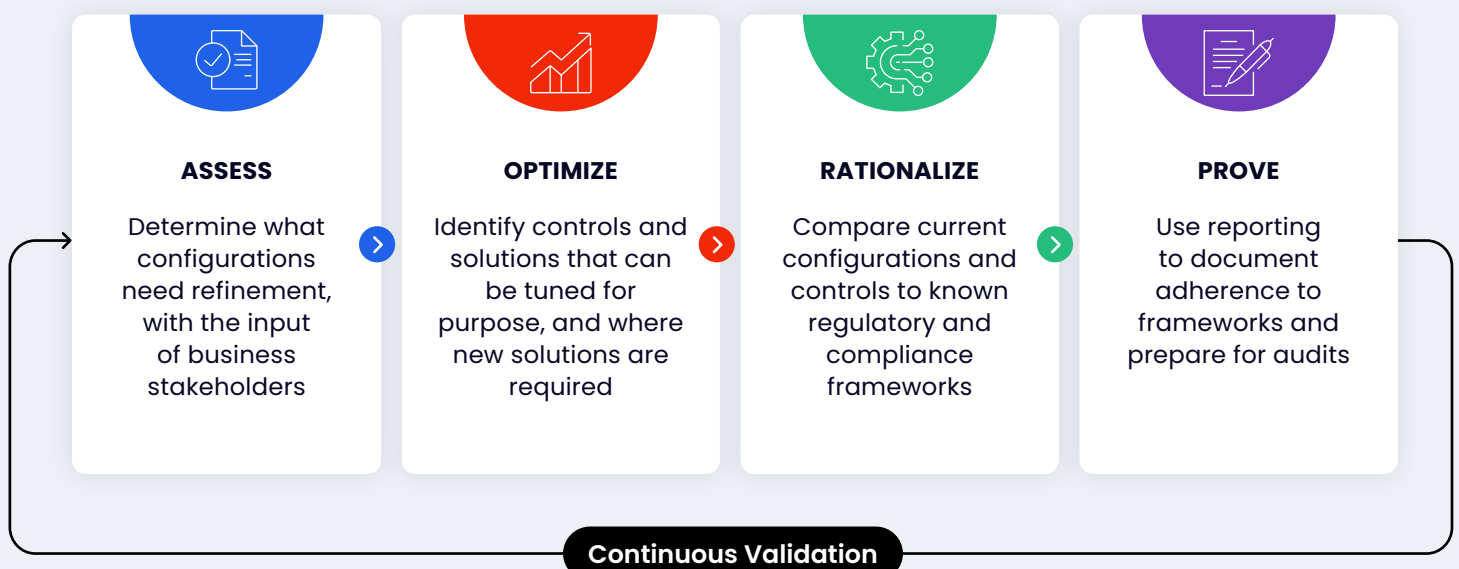 ASSESS
Determine what
configurations
need refinement,
with the input
of business
stakeholders
OPTIMIZE
Identify controls and
solutions that can
be tuned for
purpose, and where
new solutions are
required
RATIONALIZE
Compare current
configurations and
controls to known
regulatory and
compliance
frameworks
PROVE
Use reporting
to document
adherence to
frameworks and
prepare for audits
Continuous Validation